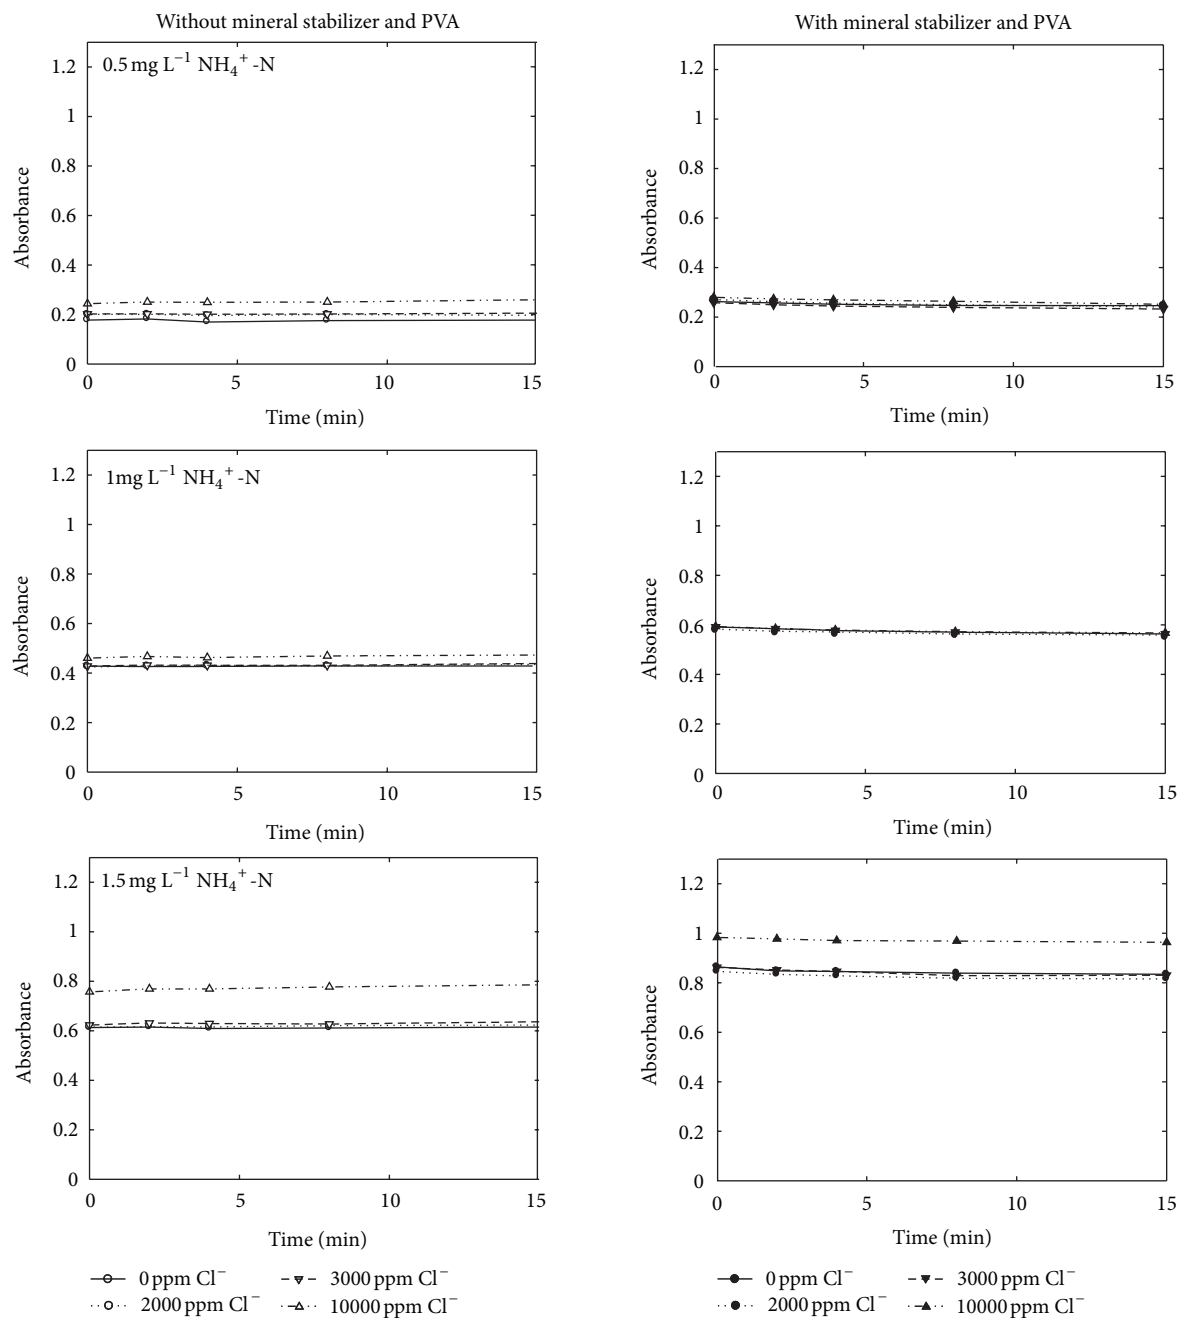 Without mineral stabilizer and PVA
With mineral stabilizer and PVA
0.5 mg L⁻¹ NH₄⁺ -N
1.2
1
0.8
0.6
0.4
0.2
0
0 5 10 15
Absorbance
Time (min)
1.2
1
0.8
0.6
0.4
0.2
0
0 5 10 15
Absorbance
Time (min)
1mg L⁻¹ NH₄⁺ -N
1.2
1
0.8
0.6
0.4
0.2
0
0 5 10 15
Absorbance
Time (min)
1.2
1
0.8
0.6
0.4
0.2
0
0 5 10 15
Absorbance
Time (min)
1.5 mg L⁻¹ NH₄⁺ -N
1.2
1
0.8
0.6
0.4
0.2
0
0 5 10 15
Absorbance
Time (min)
1.2
1
0.8
0.6
0.4
0.2
0
0 5 10 15
Absorbance
Time (min)
0 ppm Cl⁻
2000 ppm Cl⁻
3000 ppm Cl⁻
10000 ppm Cl⁻
0 ppm Cl⁻
2000 ppm Cl⁻
3000 ppm Cl⁻
10000 ppm Cl⁻